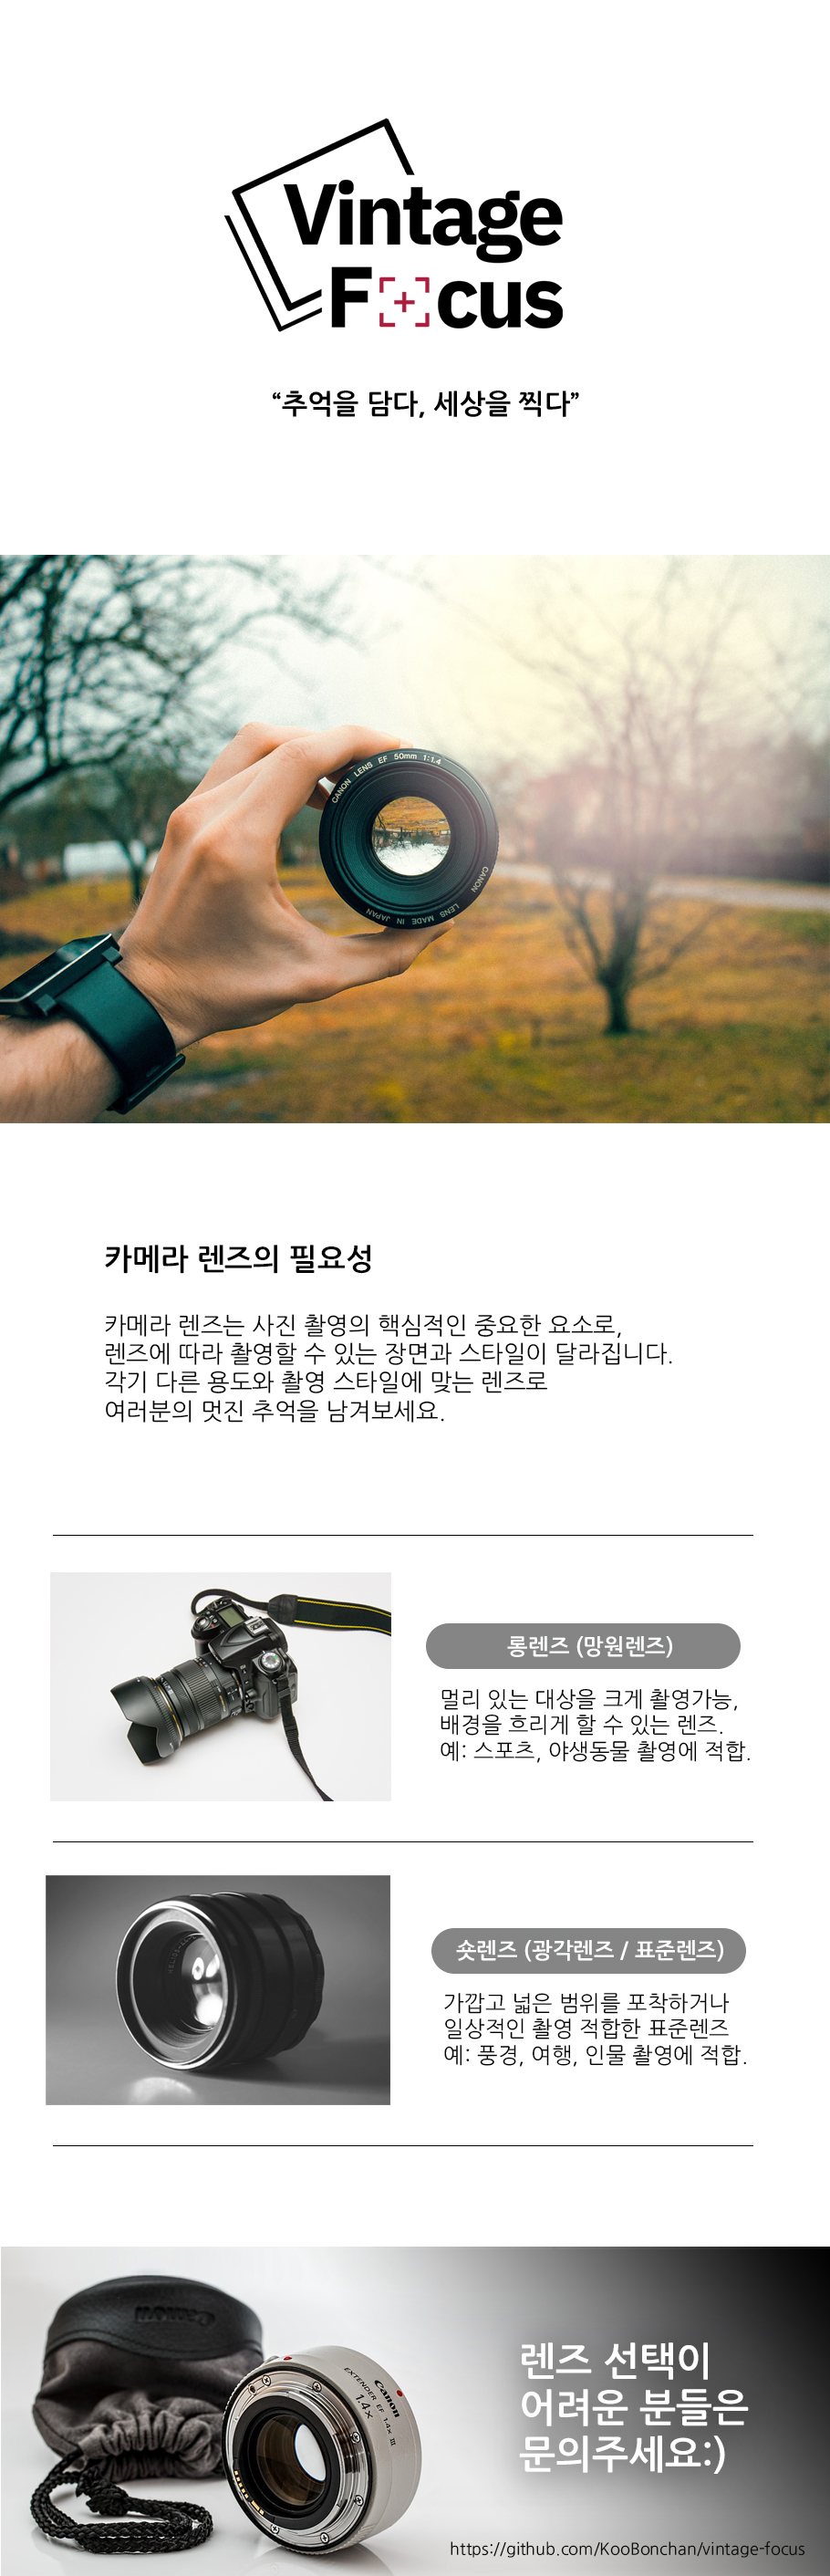 Vintage
F cus
“추억을 담다, 세상을 찍다”
CANON LENS EF 50mm 1:1.4
CANON LENS MADE IN JAPAN
카메라 렌즈의 필요성
카메라 렌즈는 사진 촬영의 핵심적인 중요한 요소로,
렌즈에 따라 촬영할 수 있는 장면과 스타일이 달라집니다.
각기 다른 용도와 촬영 스타일에 맞는 렌즈로
여러분의 멋진 추억을 남겨보세요.
롱렌즈 (망원렌즈)
멀리 있는 대상을 크게 촬영가능,
배경을 흐리게 할 수 있는 렌즈.
예: 스포츠, 야생동물 촬영에 적합.
숏렌즈 (광각렌즈 / 표준렌즈)
가깝고 넓은 범위를 포착하거나
일상적인 촬영 적합한 표준렌즈
예: 풍경, 여행, 인물 촬영에 적합.
Canon
Canon
EXTENDER EF 1.4x III
1.4x
렌즈 선택이
어려운 분들은
문의주세요:)
https://github.com/KooBonchan/vintage-focus